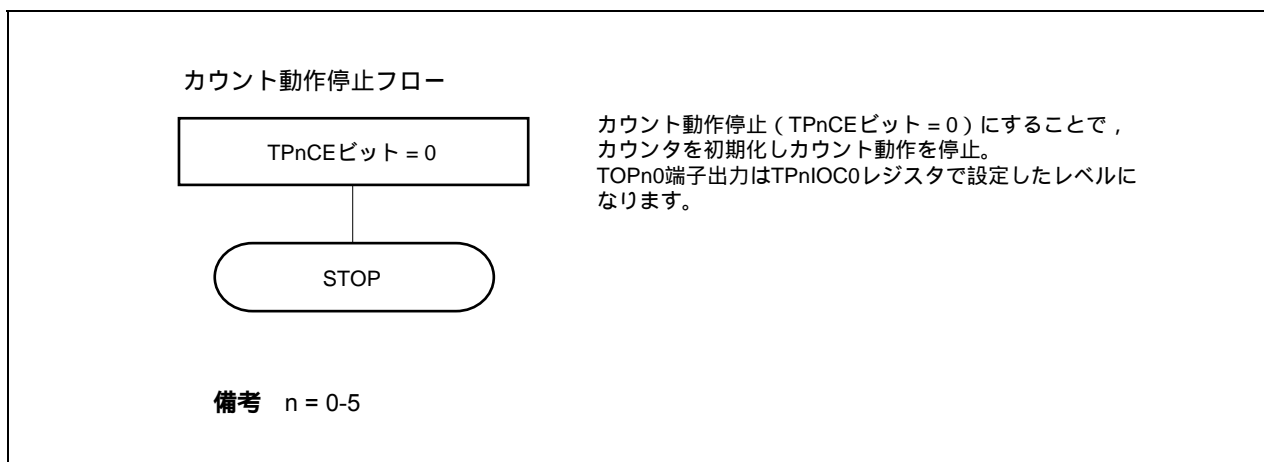 カウント動作停止フロー
TPnCEビット = 0
カウント動作停止（TPnCEビット = 0）にすることで，
カウンタを初期化しカウント動作を停止。
TOPn0端子出力はTPnIOC0レジスタで設定したレベルに
なります。
STOP
備考　n = 0-5